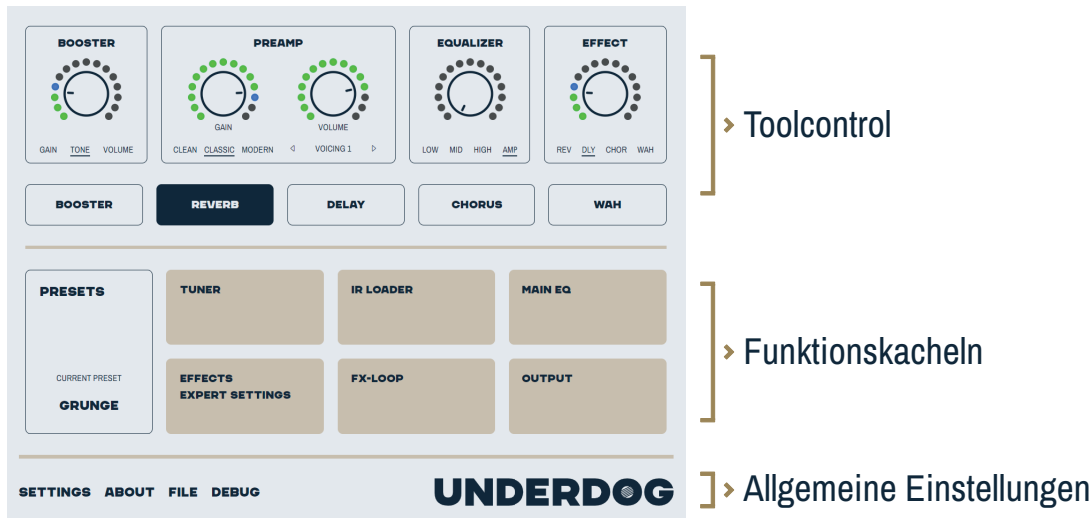 BOOSTER
PREAMP
EQUALIZER
EFFECT
GAIN
VOLUME
GAIN TONE VOLUME
CLEAN CLASSIC MODERN
VOICING 1
LOW MID HIGH AMP
REV DLY CHOR WAH
Toolcontrol
BOOSTER
REVERB
DELAY
CHORUS
WAH
PRESETS
CURRENT PRESET
GRUNGE
TUNER
IR LOADER
MAIN EQ
EFFECTS
EXPERT SETTINGS
FX-LOOP
OUTPUT
Funktionskacheln
SETTINGS ABOUT FILE DEBUG
UNDERDOG
Allgemeine Einstellungen